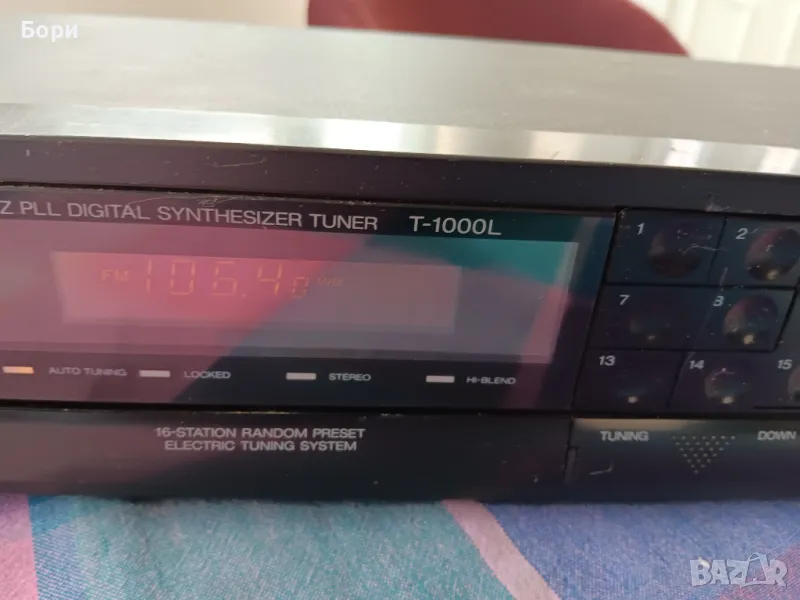 Бори
Z PLL DIGITAL SYNTHESIZER TUNER T-1000L
1 2
FM 106.40 MHz
7 8
AUTO TUNING LOCKED STEREO HI-BLEND
13 14 15
16-STATION RANDOM PRESET
ELECTRIC TUNING SYSTEM
TUNING DOWN
BAZAR